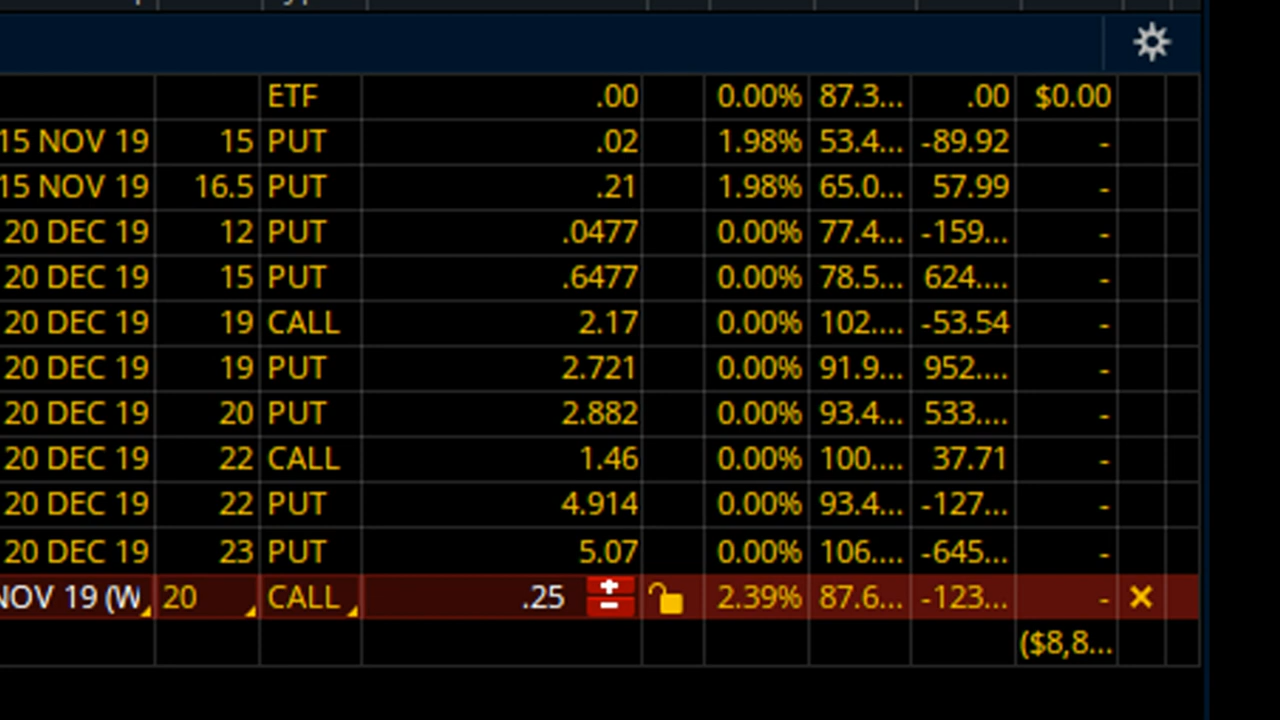 ETF .00 0.00% 87.3... .00 $0.00
15 NOV 19 15 PUT .02 1.98% 53.4... -89.92 -
15 NOV 19 16.5 PUT .21 1.98% 65.0... 57.99 -
20 DEC 19 12 PUT .0477 0.00% 77.4... -159... -
20 DEC 19 15 PUT .6477 0.00% 78.5... 624.... -
20 DEC 19 19 CALL 2.17 0.00% 102.... -53.54 -
20 DEC 19 19 PUT 2.721 0.00% 91.9... 952.... -
20 DEC 19 20 PUT 2.882 0.00% 93.4... 533.... -
20 DEC 19 22 CALL 1.46 0.00% 100.... 37.71 -
20 DEC 19 22 PUT 4.914 0.00% 93.4... -127... -
20 DEC 19 23 PUT 5.07 0.00% 106.... -645... -
NOV 19 (W 20 CALL .25 2.39% 87.6... -123... -
($8,8...